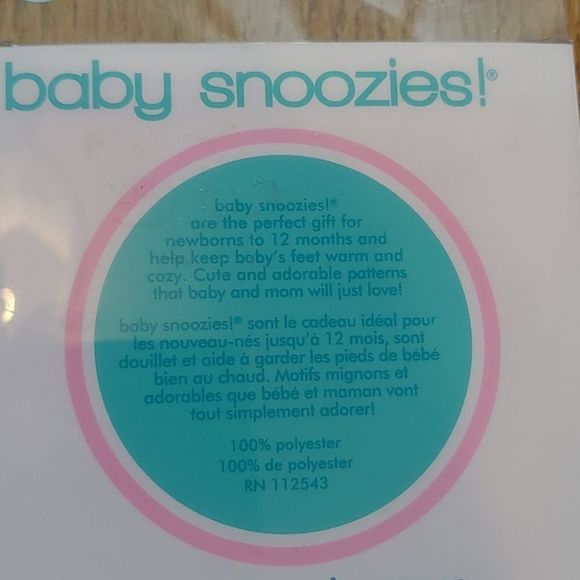 baby snoozies!®
baby snoozies!®
are the perfect gift for
newborns to 12 months and
help keep baby's feet warm and
cozy. Cute and adorable patterns
that baby and mom will just love!
baby snoozies!® sont le cadeau idéal pour
les nouveau-nés jusqu'à 12 mois, sont
douillet et aide à garder les pieds de bébé
bien au chaud. Motifs mignons et
adorables que bébé et maman vont
tout simplement adorer!
100% polyester
100% de polyester
RN 112543